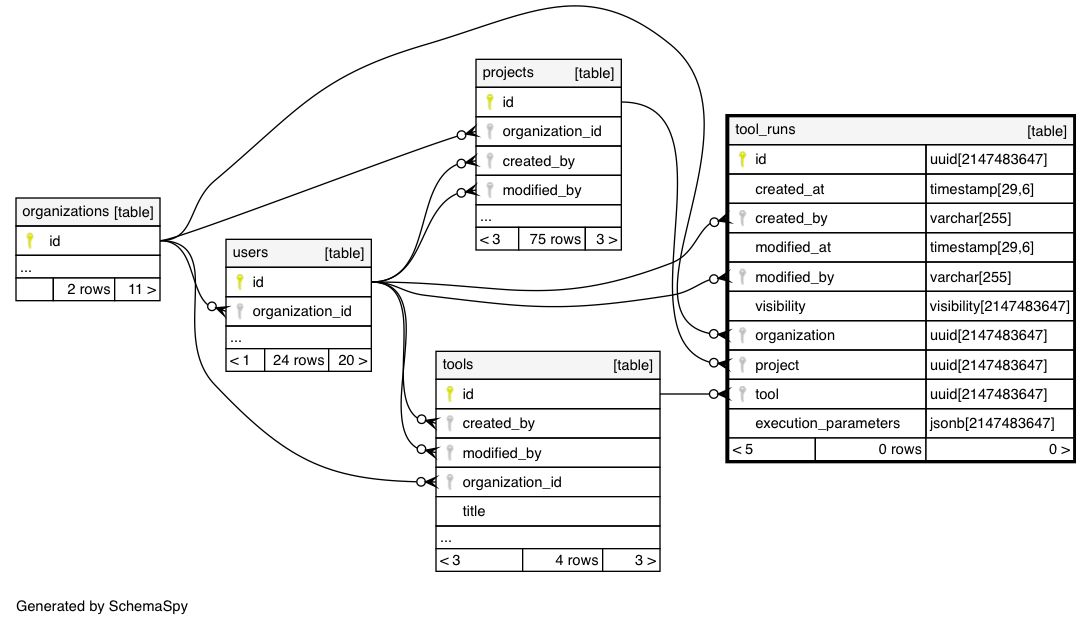 projects [table]
id
organization_id
created_by
modified_by
...
< 3 75 rows 3 >
tool_runs [table]
id uuid[2147483647]
created_at timestamp[29,6]
created_by varchar[255]
modified_at timestamp[29,6]
modified_by varchar[255]
visibility visibility[2147483647]
organization uuid[2147483647]
project uuid[2147483647]
tool uuid[2147483647]
execution_parameters jsonb[2147483647]
< 5 0 rows 0 >
organizations [table]
id
...
2 rows 11 >
users [table]
id
organization_id
...
< 1 24 rows 20 >
tools [table]
id
created_by
modified_by
organization_id
title
...
< 3 4 rows 3 >
Generated by SchemaSpy